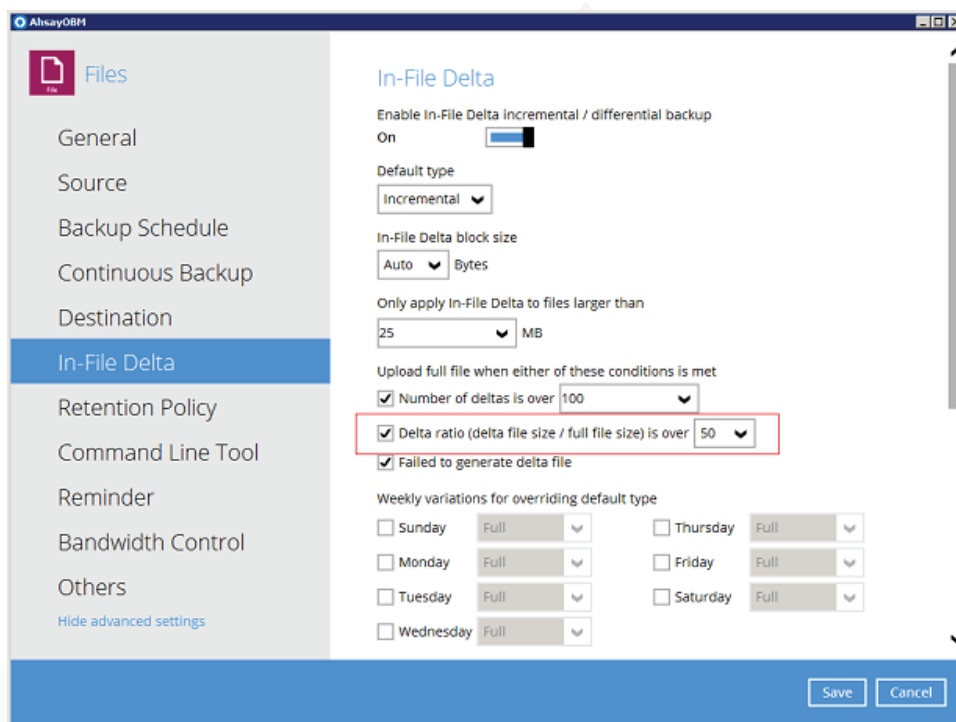 AhsayOBM
File
Files
General
Source
Backup Schedule
Continuous Backup
Destination
In-File Delta
Retention Policy
Command Line Tool
Reminder
Bandwidth Control
Others
Hide advanced settings
In-File Delta
Enable In-File Delta incremental / differential backup
On
Default type
Incremental
In-File Delta block size
Auto Bytes
Only apply In-File Delta to files larger than
25 MB
Upload full file when either of these conditions is met
Number of deltas is over 100
Delta ratio (delta file size / full file size) is over 50
Failed to generate delta file
Weekly variations for overriding default type
Sunday Full Thursday Full
Monday Full Friday Full
Tuesday Full Saturday Full
Wednesday Full
Save Cancel